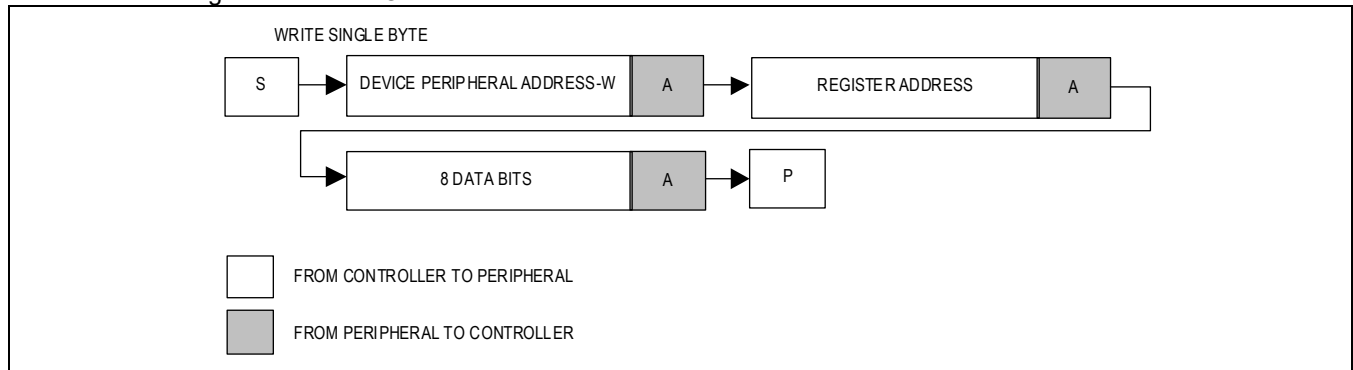 WRITE SINGLE BYTE
S DEVICE PERIPHERAL ADDRESS-W A REGISTER ADDRESS A
8 DATA BITS A P
FROM CONTROLLER TO PERIPHERAL
FROM PERIPHERAL TO CONTROLLER